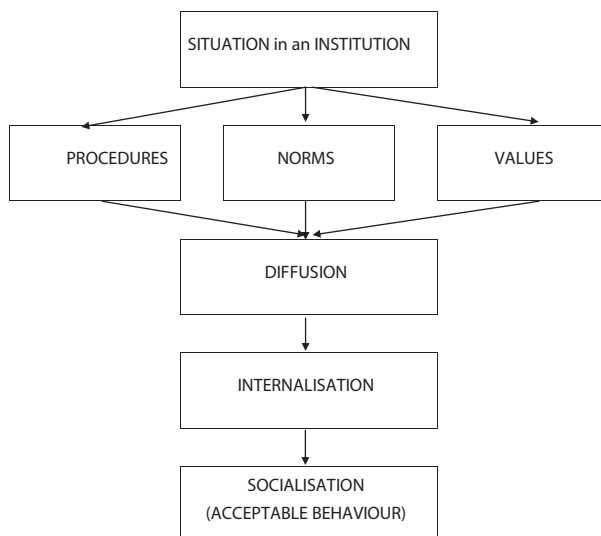 SITUATION in an INSTITUTION
PROCEDURES
NORMS
VALUES
DIFFUSION
INTERNALISATION
SOCIALISATION
(ACCEPTABLE BEHAVIOUR)